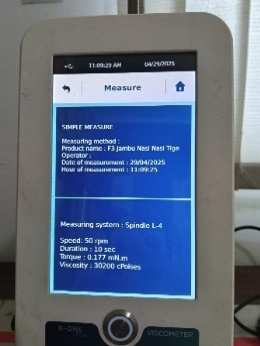 11:09:29 AM 04/29/2025
Measure
SIMPLE MEASURE
Measuring method :
Product name : F3 Jambu Nasi Nasi Tiga
Operator :
Date of measurement : 29/04/2025
Hour of measurement : 11:09:25
Measuring system : Spindle L-4
Speed: 50 rpm
Duration : 10 sec
Torque : 0.177 mN.m
Viscosity : 30200 cPoises
B-ONE
VISCOMETER